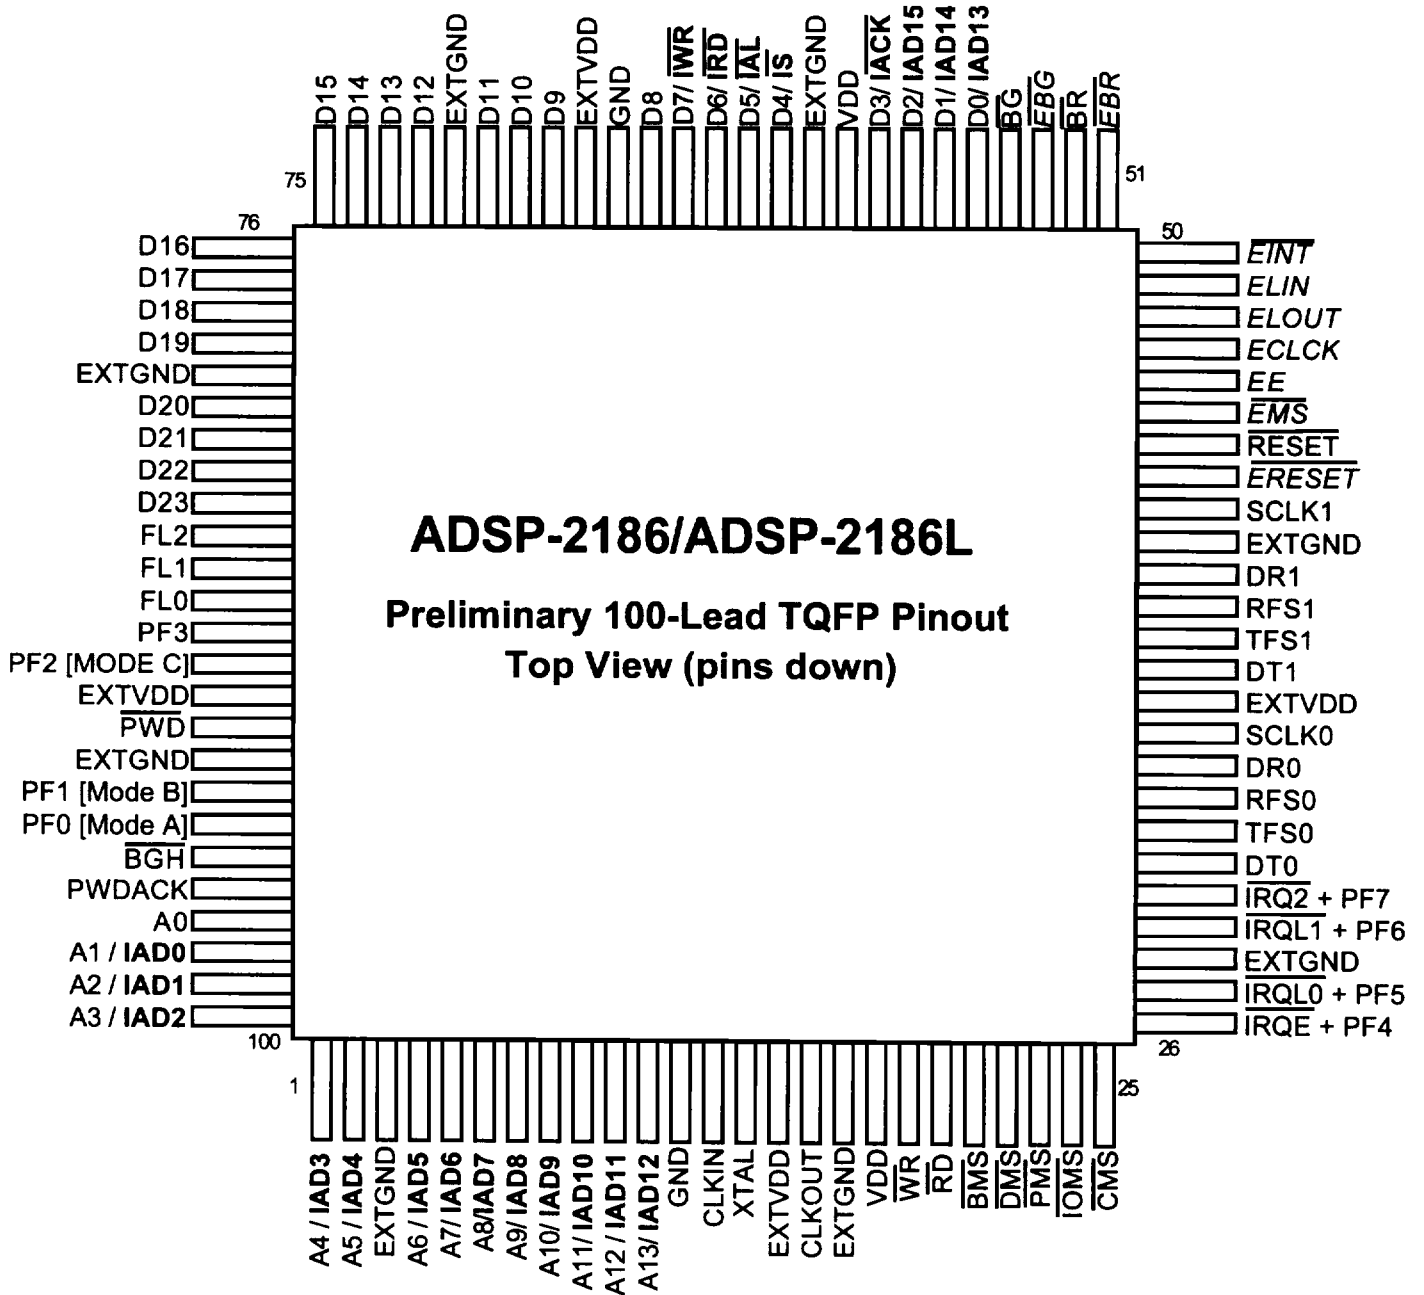 D15
D14
D13
D12
EXTGND
D11
D10
D9
EXTVDD
GND
D8
D7/ IWR
D6/ IRD
D5/ IAL
D4/ IS
EXTGND
VDD
D3/ IACK
D2/ IAD15
D1/ IAD14
D0/ IAD13
BG
EBG
BR
EBR
75
51
76
50
D16
D17
D18
D19
EXTGND
D20
D21
D22
D23
FL2
FL1
FL0
PF3
PF2 [MODE C]
EXTVDD
PWD
EXTGND
PF1 [Mode B]
PF0 [Mode A]
BGH
PWDACK
A0
A1 / IAD0
A2 / IAD1
A3 / IAD2
ADSP-2186/ADSP-2186L
Preliminary 100-Lead TQFP Pinout
Top View (pins down)
EINT
ELIN
ELOUT
ECLCK
EE
EMS
RESET
ERESET
SCLK1
EXTGND
DR1
RFS1
TFS1
DT1
EXTVDD
SCLK0
DR0
RFS0
TFS0
DT0
IRQ2 + PF7
IRQL1 + PF6
EXTGND
IRQL0 + PF5
IRQE + PF4
100
26
1
25
A4 / IAD3
A5 / IAD4
EXTGND
A6 / IAD5
A7/ IAD6
A8/IAD7
A9/ IAD8
A10/ IAD9
A11/ IAD10
A12 / IAD11
A13/ IAD12
GND
CLKIN
XTAL
EXTVDD
CLKOUT
EXTGND
VDD
WR
RD
BMS
DMS
PMS
IOMS
CMS